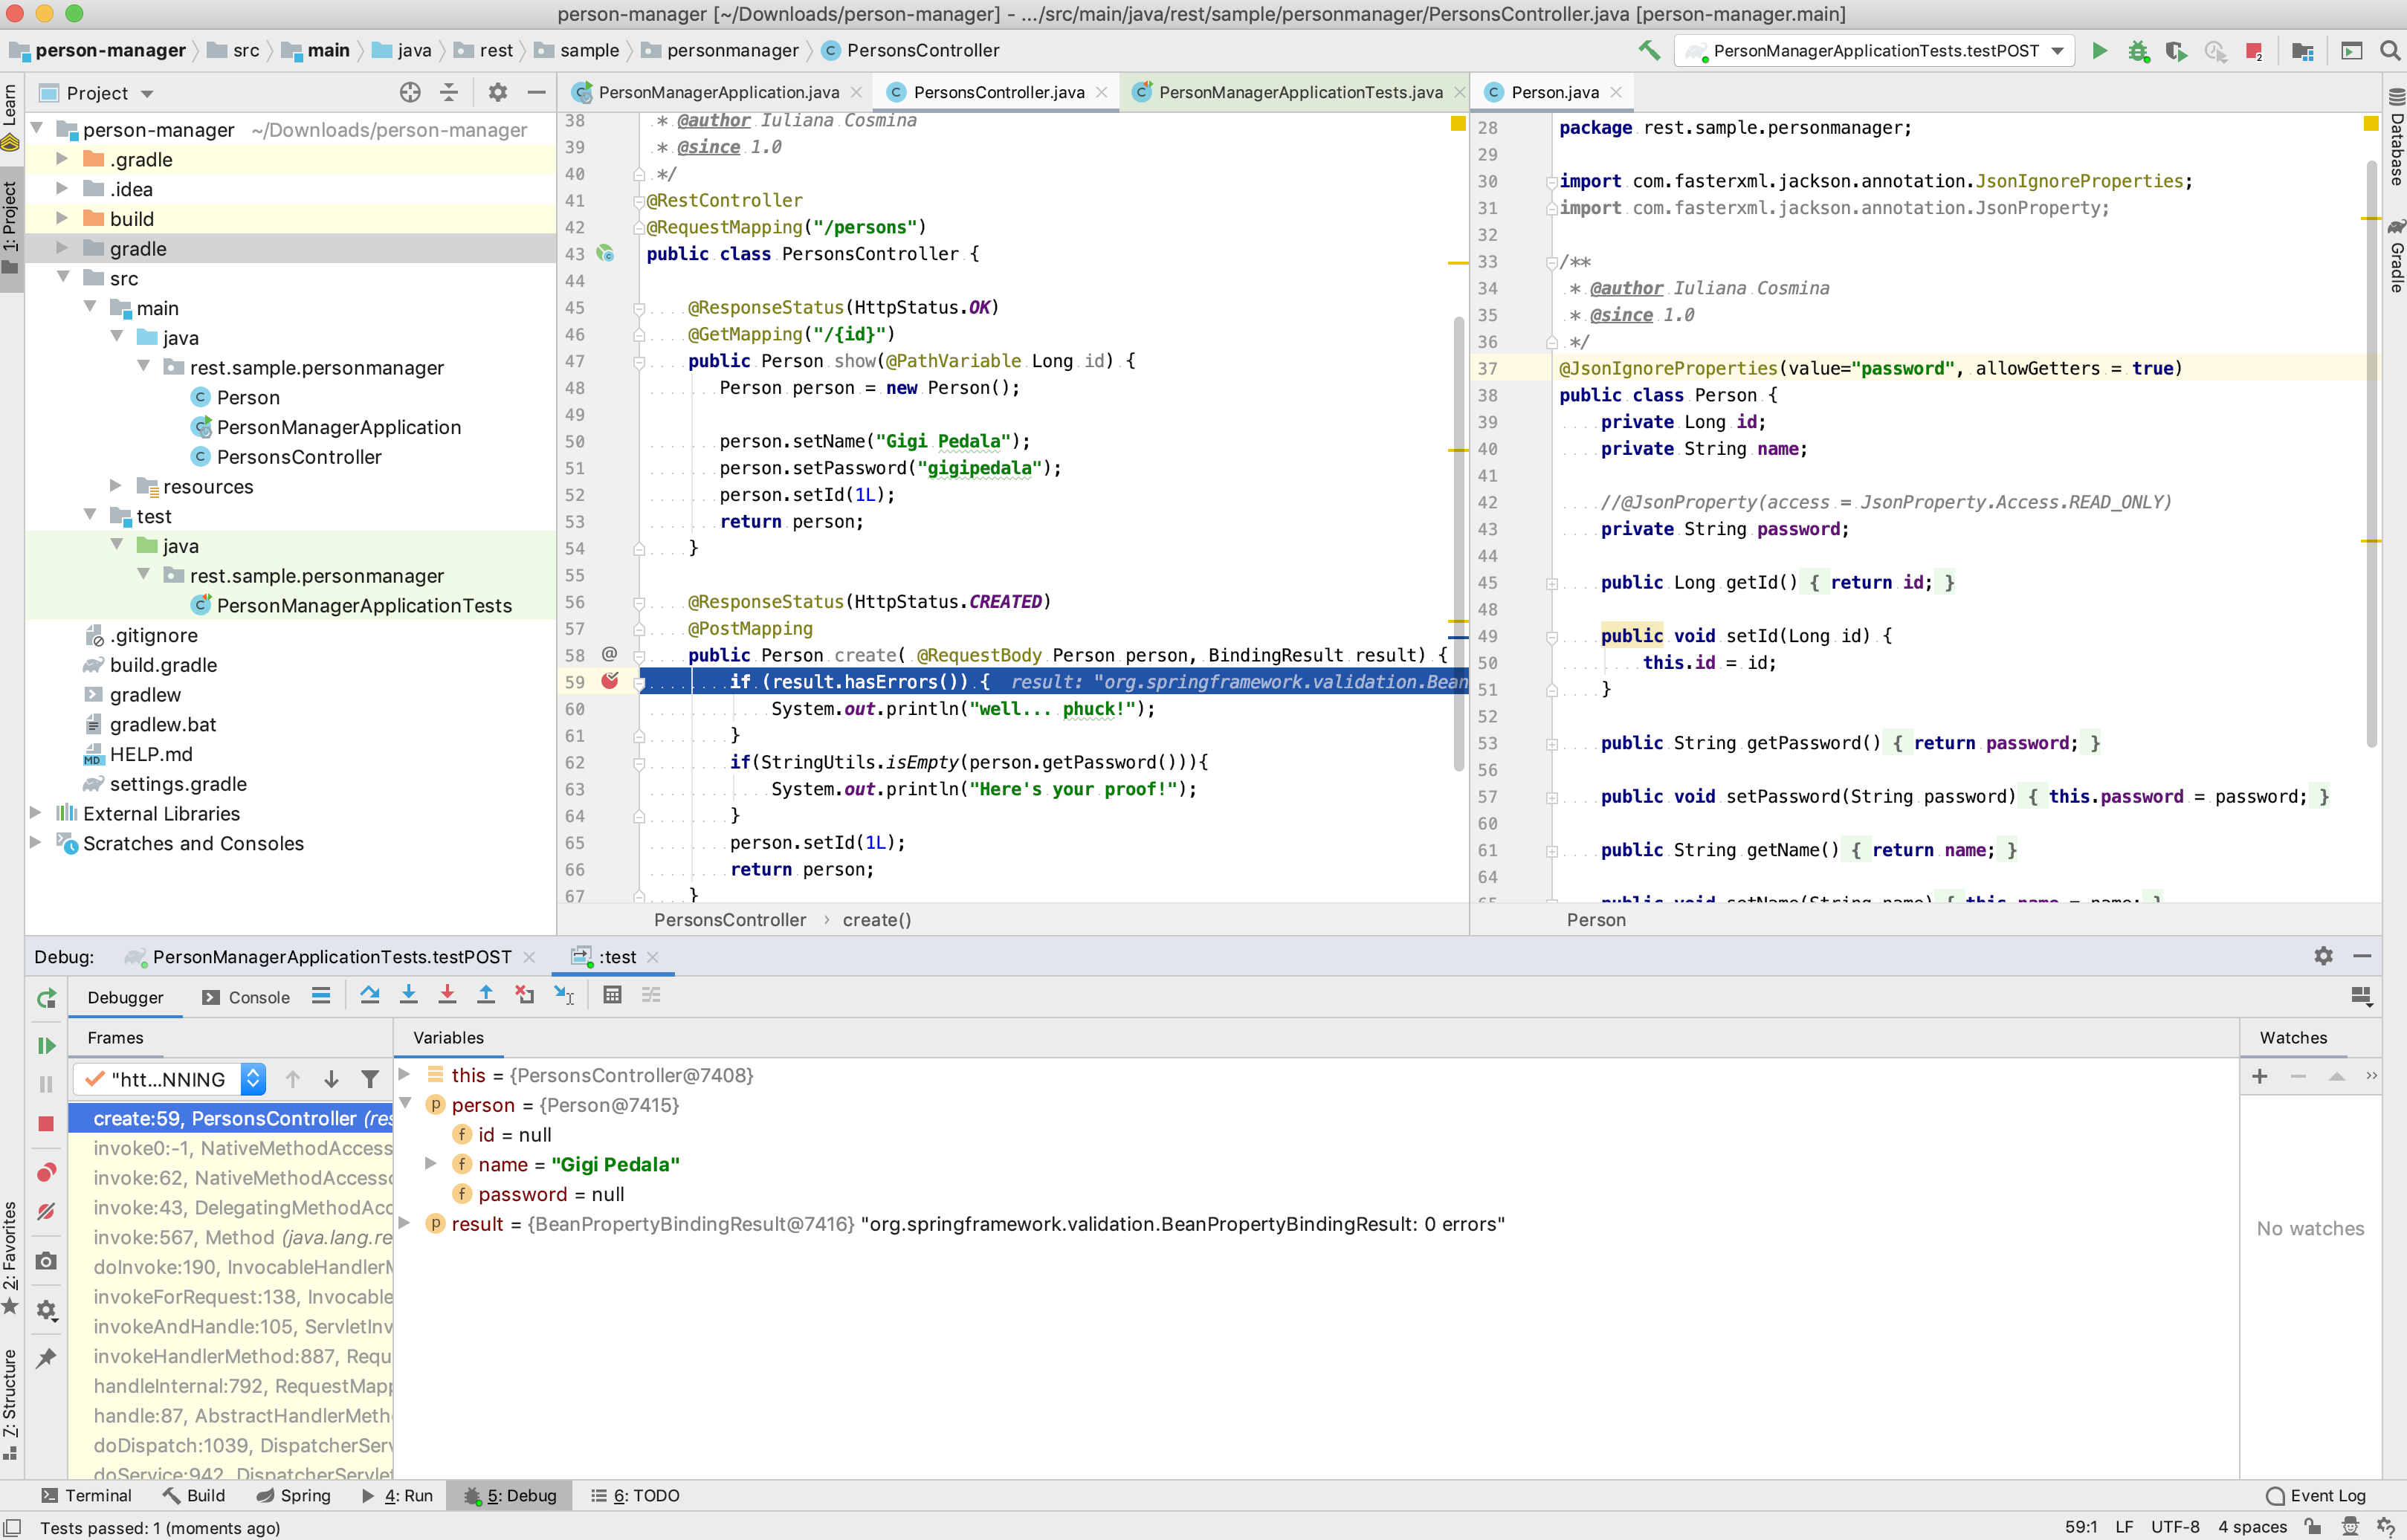 person-manager [~/Downloads/person-manager] - .../src/main/java/rest/sample/personmanager/PersonsController.java [person-manager.main]
person-manager src main java rest sample personmanager PersonsController PersonManagerApplicationTests.testPOST 2
Learn
1: Project
2: Favorites
7: Structure
Project
person-manager ~/Downloads/person-manager
.gradle
.idea
build
gradle
src
main
java
rest.sample.personmanager
Person
PersonManagerApplication
PersonsController
resources
test
java
rest.sample.personmanager
PersonManagerApplicationTests
.gitignore
build.gradle
gradlew
gradlew.bat
HELP.md
settings.gradle
External Libraries
Scratches and Consoles
PersonManagerApplication.java PersonsController.java PersonManagerApplicationTests.java
38 * @author Iuliana Cosmina
39 * @since 1.0
40 */
41 @RestController
42 @RequestMapping("/persons")
43 public class PersonsController {
44
45 @ResponseStatus(HttpStatus.OK)
46 @GetMapping("/{id}")
47 public Person show(@PathVariable Long id) {
48 Person person = new Person();
49
50 person.setName("Gigi Pedala");
51 person.setPassword("gigipedala");
52 person.setId(1L);
53 return person;
54 }
55
56 @ResponseStatus(HttpStatus.CREATED)
57 @PostMapping
58 @ public Person create( @RequestBody Person person, BindingResult result) {
59 if (result.hasErrors()) { result: "org.springframework.validation.Bean
60 System.out.println("well... phuck!");
61 }
62 if(StringUtils.isEmpty(person.getPassword())){
63 System.out.println("Here's your proof!");
64 }
65 person.setId(1L);
66 return person;
67 }
PersonsController › create()
Person.java
28 package rest.sample.personmanager;
29
30 import com.fasterxml.jackson.annotation.JsonIgnoreProperties;
31 import com.fasterxml.jackson.annotation.JsonProperty;
32
33 /**
34 * @author Iuliana Cosmina
35 * @since 1.0
36 */
37 @JsonIgnoreProperties(value="password", allowGetters = true)
38 public class Person {
39 private Long id;
40 private String name;
41
42 //@JsonProperty(access = JsonProperty.Access.READ_ONLY)
43 private String password;
44
45 public Long getId() { return id; }
48
49 public void setId(Long id) {
50 this.id = id;
51 }
52
53 public String getPassword() { return password; }
56
57 public void setPassword(String password) { this.password = password; }
60
61 public String getName() { return name; }
64
65 public void setName(String name) { this.name = name; }
Person
Database
Gradle
Debug: PersonManagerApplicationTests.testPOST :test
Debugger Console
Frames
"htt...NNING
create:59, PersonsController (res
invoke0:-1, NativeMethodAccess
invoke:62, NativeMethodAccesso
invoke:43, DelegatingMethodAcc
invoke:567, Method (java.lang.re
doInvoke:190, InvocableHandlerM
invokeForRequest:138, Invocable
invokeAndHandle:105, ServletInv
invokeHandlerMethod:887, Requ
handleInternal:792, RequestMapp
handle:87, AbstractHandlerMeth
doDispatch:1039, DispatcherServ
doService:942, DispatcherServlet
Variables
this = {PersonsController@7408}
person = {Person@7415}
id = null
name = "Gigi Pedala"
password = null
result = {BeanPropertyBindingResult@7416} "org.springframework.validation.BeanPropertyBindingResult: 0 errors"
Watches
No watches
Terminal Build Spring 4: Run 5: Debug 6: TODO Event Log
Tests passed: 1 (moments ago) 59:1 LF UTF-8 4 spaces